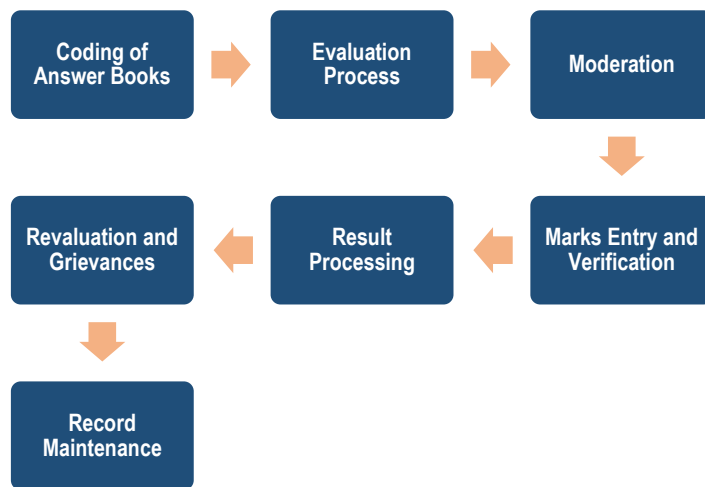 Coding of
Answer Books
Evaluation
Process
Moderation
Marks Entry and
Verification
Result
Processing
Revaluation and
Grievances
Record
Maintenance